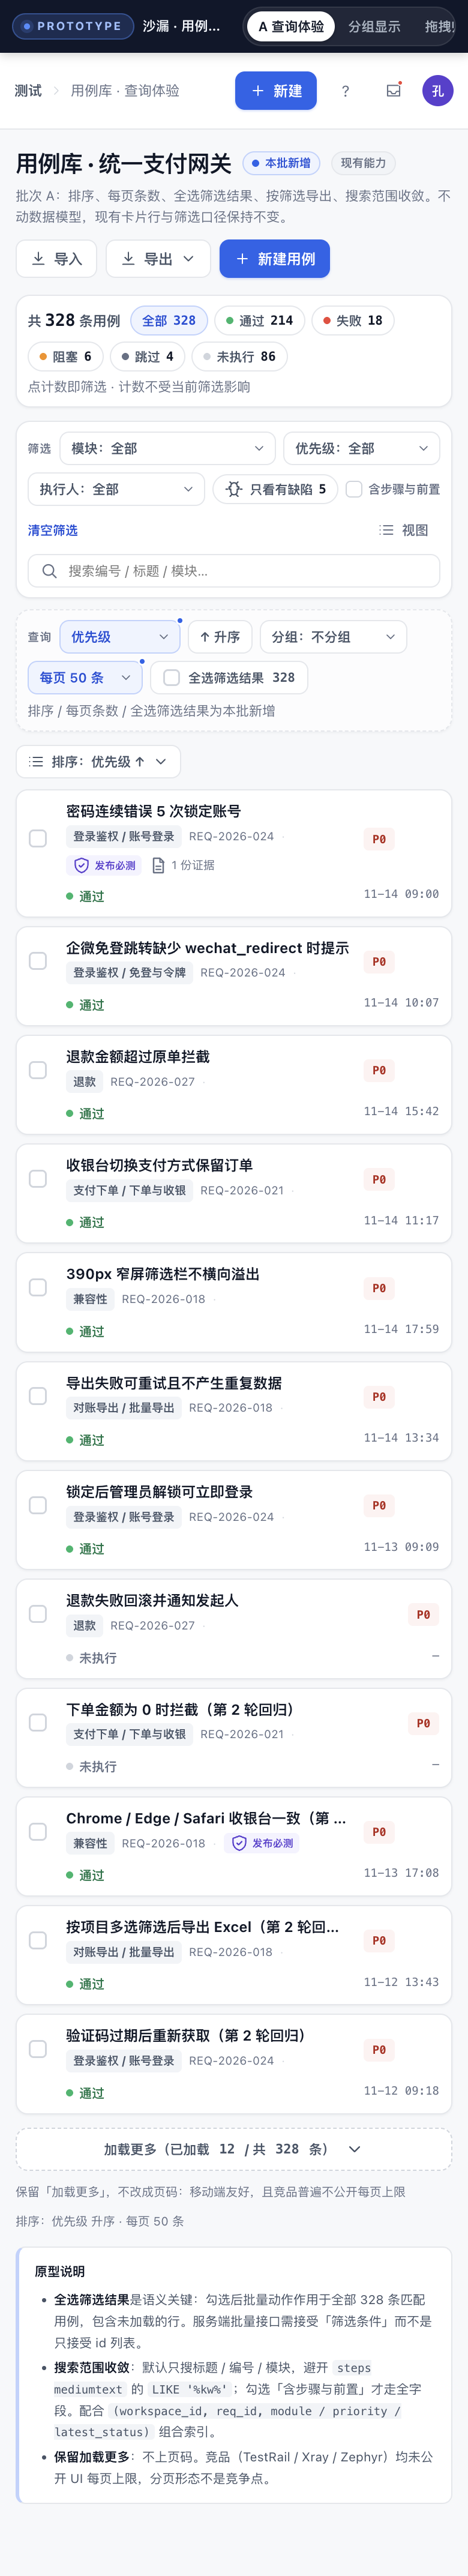 PROTOTYPE 沙漏 · 用例... A 查询体验 分组显示
测试 用例库 · 查询体验 + 新建 ? 孔
用例库 · 统一支付网关 本批新增 现有能力
批次 A：排序、每页条数、全选筛选结果、按筛选导出、搜索范围收敛。不
动数据模型，现有卡片行与筛选口径保持不变。
导入 导出 + 新建用例
共 328 条用例 全部 328 通过 214 失败 18
阻塞 6 跳过 4 未执行 86
点计数即筛选 · 计数不受当前筛选影响
筛选 模块：全部 优先级：全部
执行人：全部 只看有缺陷 5 含步骤与前置
清空筛选 视图
搜索编号 / 标题 / 模块...
查询 优先级 ↑ 升序 分组：不分组
每页 50 条 全选筛选结果 328
排序 / 每页条数 / 全选筛选结果为本批新增
排序：优先级 ↑
密码连续错误 5 次锁定账号
登录鉴权 / 账号登录 REQ-2026-024 · P0
发布必测 1 份证据
通过 11-14 09:00
企微免登跳转缺少 wechat_redirect 时提示
登录鉴权 / 免登与令牌 REQ-2026-024 · P0
通过 11-14 10:07
退款金额超过原单拦截
退款 REQ-2026-027 · P0
通过 11-14 15:42
收银台切换支付方式保留订单
支付下单 / 下单与收银 REQ-2026-021 · P0
通过 11-14 11:17
390px 窄屏筛选栏不横向溢出
兼容性 REQ-2026-018 · P0
通过 11-14 17:59
导出失败可重试且不产生重复数据
对账导出 / 批量导出 REQ-2026-018 · P0
通过 11-14 13:34
锁定后管理员解锁可立即登录
登录鉴权 / 账号登录 REQ-2026-024 · P0
通过 11-13 09:09
退款失败回滚并通知发起人
退款 REQ-2026-027 · P0
未执行 —
下单金额为 0 时拦截（第 2 轮回归）
支付下单 / 下单与收银 REQ-2026-021 · P0
未执行 —
Chrome / Edge / Safari 收银台一致（第 ...
兼容性 REQ-2026-018 · 发布必测 P0
通过 11-13 17:08
按项目多选筛选后导出 Excel（第 2 轮回...
对账导出 / 批量导出 REQ-2026-018 · P0
通过 11-12 13:43
验证码过期后重新获取（第 2 轮回归）
登录鉴权 / 账号登录 REQ-2026-024 · P0
通过 11-12 09:18
加载更多（已加载 12 / 共 328 条）
保留「加载更多」，不改成页码：移动端友好，且竞品普遍不公开每页上限
排序：优先级 升序 · 每页 50 条
原型说明
• 全选筛选结果是语义关键：勾选后批量动作作用于全部 328 条匹配
用例，包含未加载的行。服务端批量接口需接受「筛选条件」而不是
只接受 id 列表。
• 搜索范围收敛：默认只搜标题 / 编号 / 模块，避开 steps
mediumtext 的 LIKE '%kw%'；勾选「含步骤与前置」才走全字
段。配合 (workspace_id, req_id, module / priority /
latest_status) 组合索引。
• 保留加载更多：不上页码。竞品（TestRail / Xray / Zephyr）均未公
开 UI 每页上限，分页形态不是竞争点。